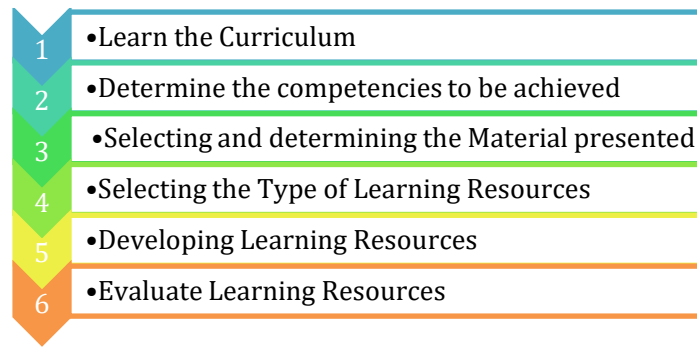 1 •Learn the Curriculum
2 •Determine the competencies to be achieved
3 •Selecting and determining the Material presented
4 •Selecting the Type of Learning Resources
5 •Developing Learning Resources
6 •Evaluate Learning Resources